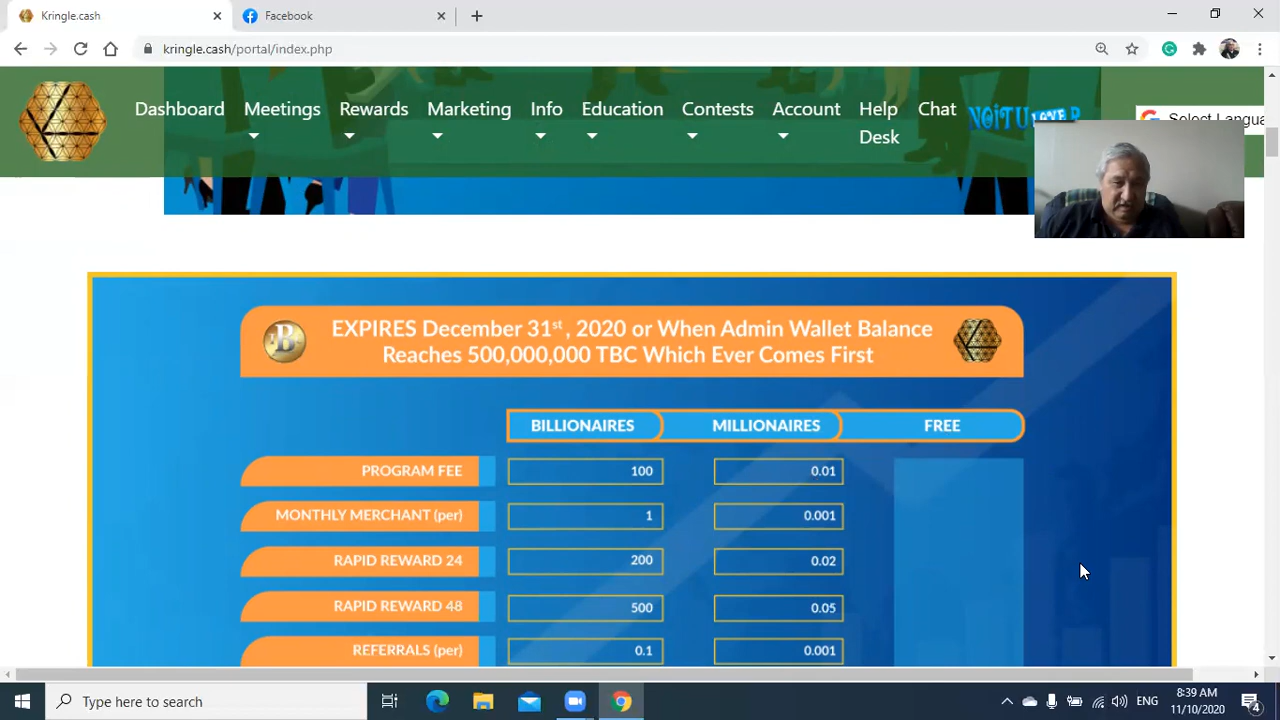 Kringle.cash
Facebook
kringle.cash/portal/index.php
Dashboard Meetings Rewards Marketing Info Education Contests Account Help Desk Chat
Select Langua
EXPIRES December 31st, 2020 or When Admin Wallet Balance
Reaches 500,000,000 TBC Which Ever Comes First
BILLIONAIRES MILLIONAIRES FREE
PROGRAM FEE 100 0.01
MONTHLY MERCHANT (per) 1 0.001
RAPID REWARD 24 200 0.02
RAPID REWARD 48 500 0.05
REFERRALS (per) 0.1 0.001
Type here to search
ENG
8:39 AM
11/10/2020
4